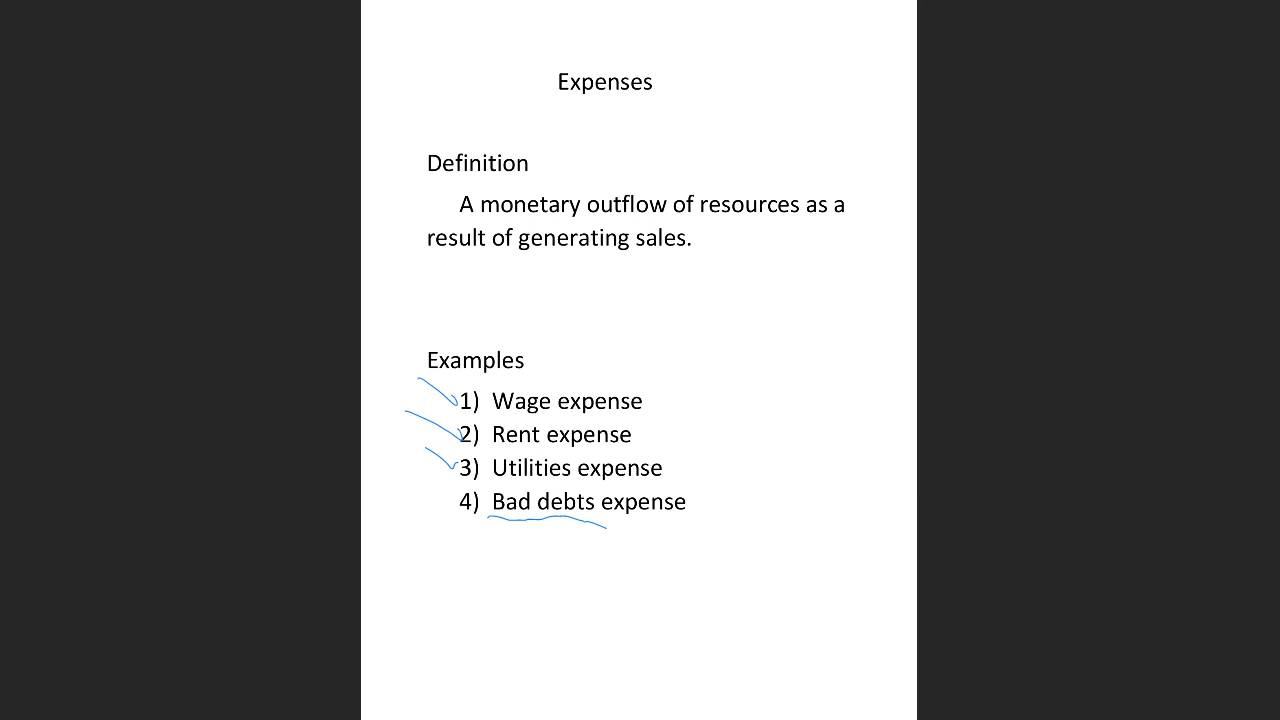 Expenses
Definition
A monetary outflow of resources as a
result of generating sales.
Examples
1) Wage expense
2) Rent expense
3) Utilities expense
4) Bad debts expense